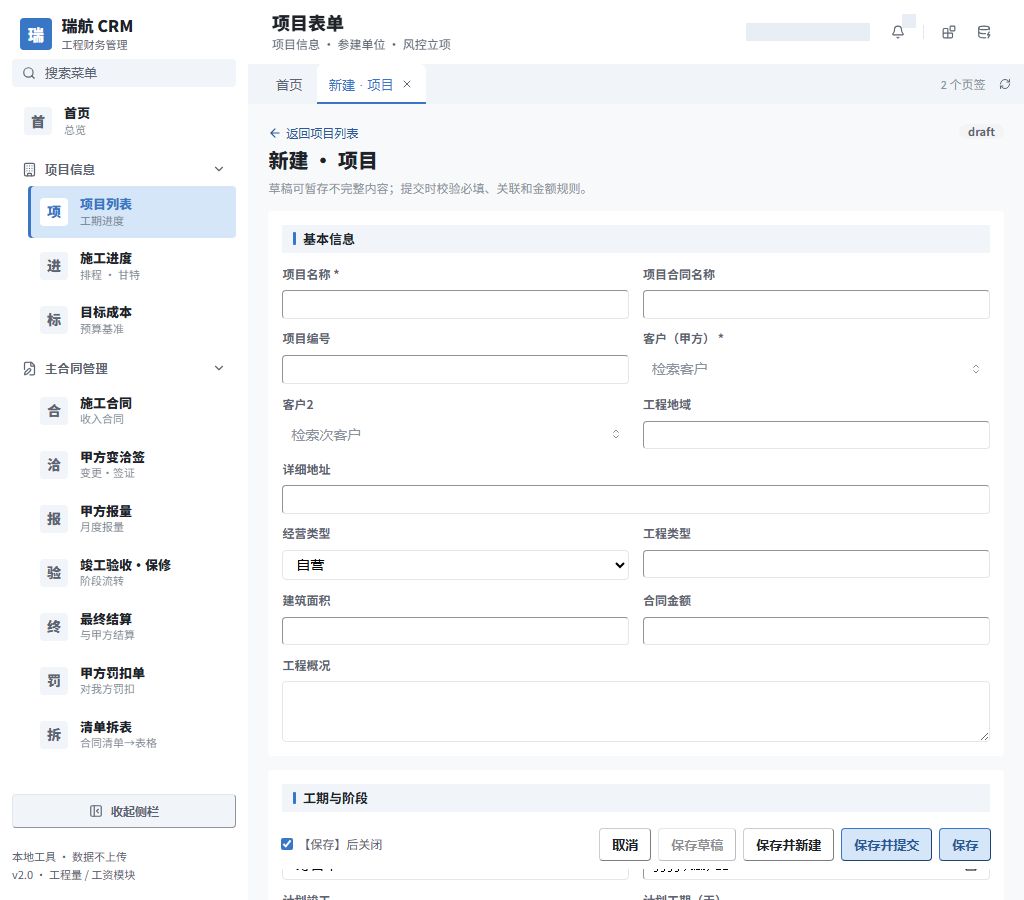 瑞
瑞航 CRM
工程财务管理
搜索菜单
首
首页
总览
项目信息
项
项目列表
工期进度
进
施工进度
排程 · 甘特
标
目标成本
预算基准
主合同管理
合
施工合同
收入合同
洽
甲方变洽签
变更·签证
报
甲方报量
月度报量
验
竣工验收·保修
阶段流转
终
最终结算
与甲方结算
罚
甲方罚扣单
对我方罚扣
拆
清单拆表
合同清单→表格
收起侧栏
本地工具 · 数据不上传
v2.0 · 工程量 / 工资模块
项目表单
项目信息 · 参建单位 · 风控立项
首页
新建 · 项目 ×
2 个页签
← 返回项目列表
draft
新建 · 项目
草稿可暂存不完整内容；提交时校验必填、关联和金额规则。
基本信息
项目名称 *
项目合同名称
项目编号
客户（甲方） *
检索客户
客户2
检索次客户
工程地域
详细地址
经营类型
自营
工程类型
建筑面积
合同金额
工程概况
工期与阶段
【保存】后关闭
取消
保存草稿
保存并新建
保存并提交
保存
计划竣工
计划工期（天）